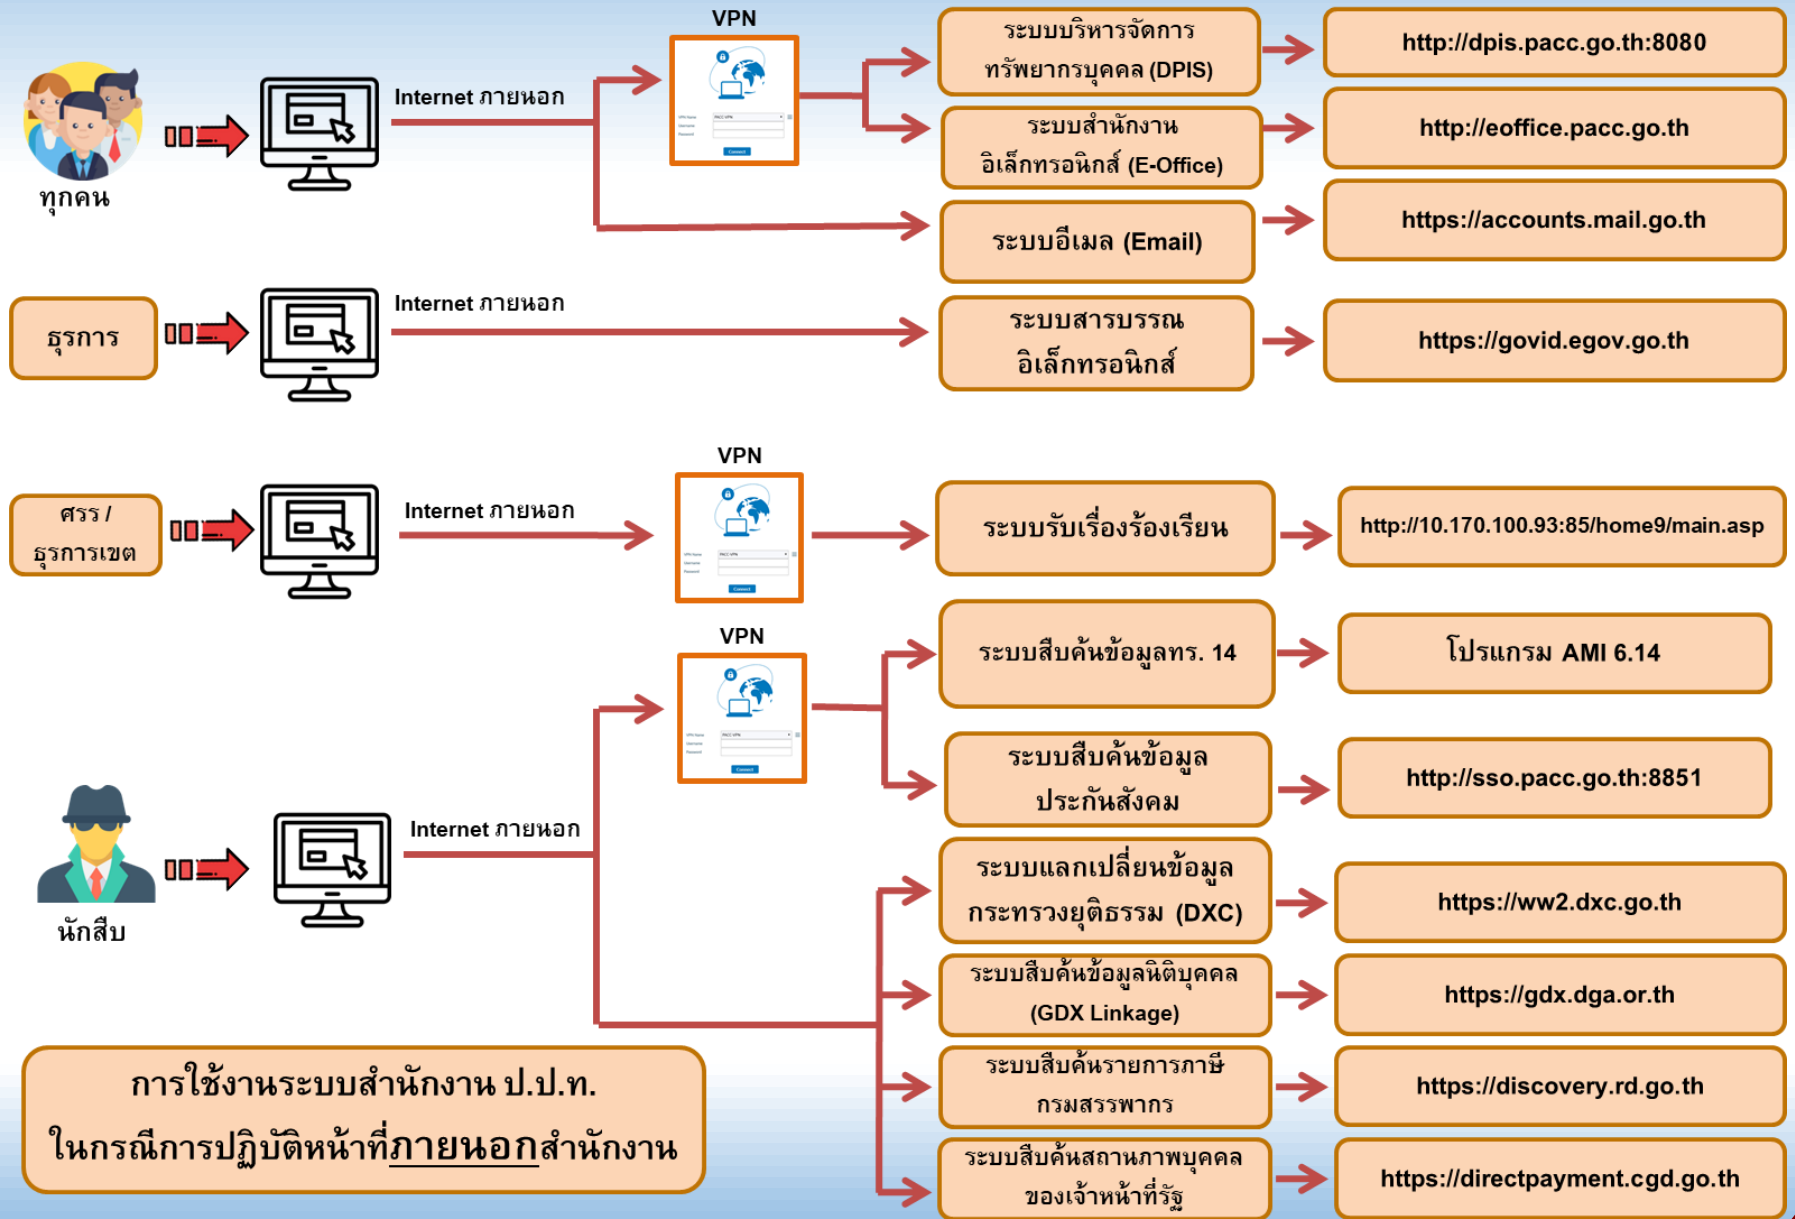 VPN
ระบบบริหารจัดการ
ทรัพยากรบุคคล (DPIS)
http://dpis.pacc.go.th:8080
Internet ภายนอก
VPN Name PACC-VPN
Username
Password
Connect
ระบบสำนักงาน
อิเล็กทรอนิกส์ (E-Office)
http://eoffice.pacc.go.th
ทุกคน
ระบบอีเมล (Email)
https://accounts.mail.go.th
ธุรการ
Internet ภายนอก
ระบบสารบรรณ
อิเล็กทรอนิกส์
https://govid.egov.go.th
VPN
ศรร /
ธุรการเขต
Internet ภายนอก
VPN Name PACC-VPN
Username
Password
Connect
ระบบรับเรื่องร้องเรียน
http://10.170.100.93:85/home9/main.asp
VPN
VPN Name PACC-VPN
Username
Password
Connect
ระบบสืบค้นข้อมูลทร. 14
โปรแกรม AMI 6.14
ระบบสืบค้นข้อมูล
ประกันสังคม
http://sso.pacc.go.th:8851
นักสืบ
Internet ภายนอก
ระบบแลกเปลี่ยนข้อมูล
กระทรวงยุติธรรม (DXC)
https://ww2.dxc.go.th
ระบบสืบค้นข้อมูลนิติบุคคล
(GDX Linkage)
https://gdx.dga.or.th
ระบบสืบค้นรายการภาษี
กรมสรรพากร
https://discovery.rd.go.th
ระบบสืบค้นสถานภาพบุคคล
ของเจ้าหน้าที่รัฐ
https://directpayment.cgd.go.th
การใช้งานระบบสำนักงาน ป.ป.ท.
ในกรณีการปฏิบัติหน้าที่ภายนอกสำนักงาน